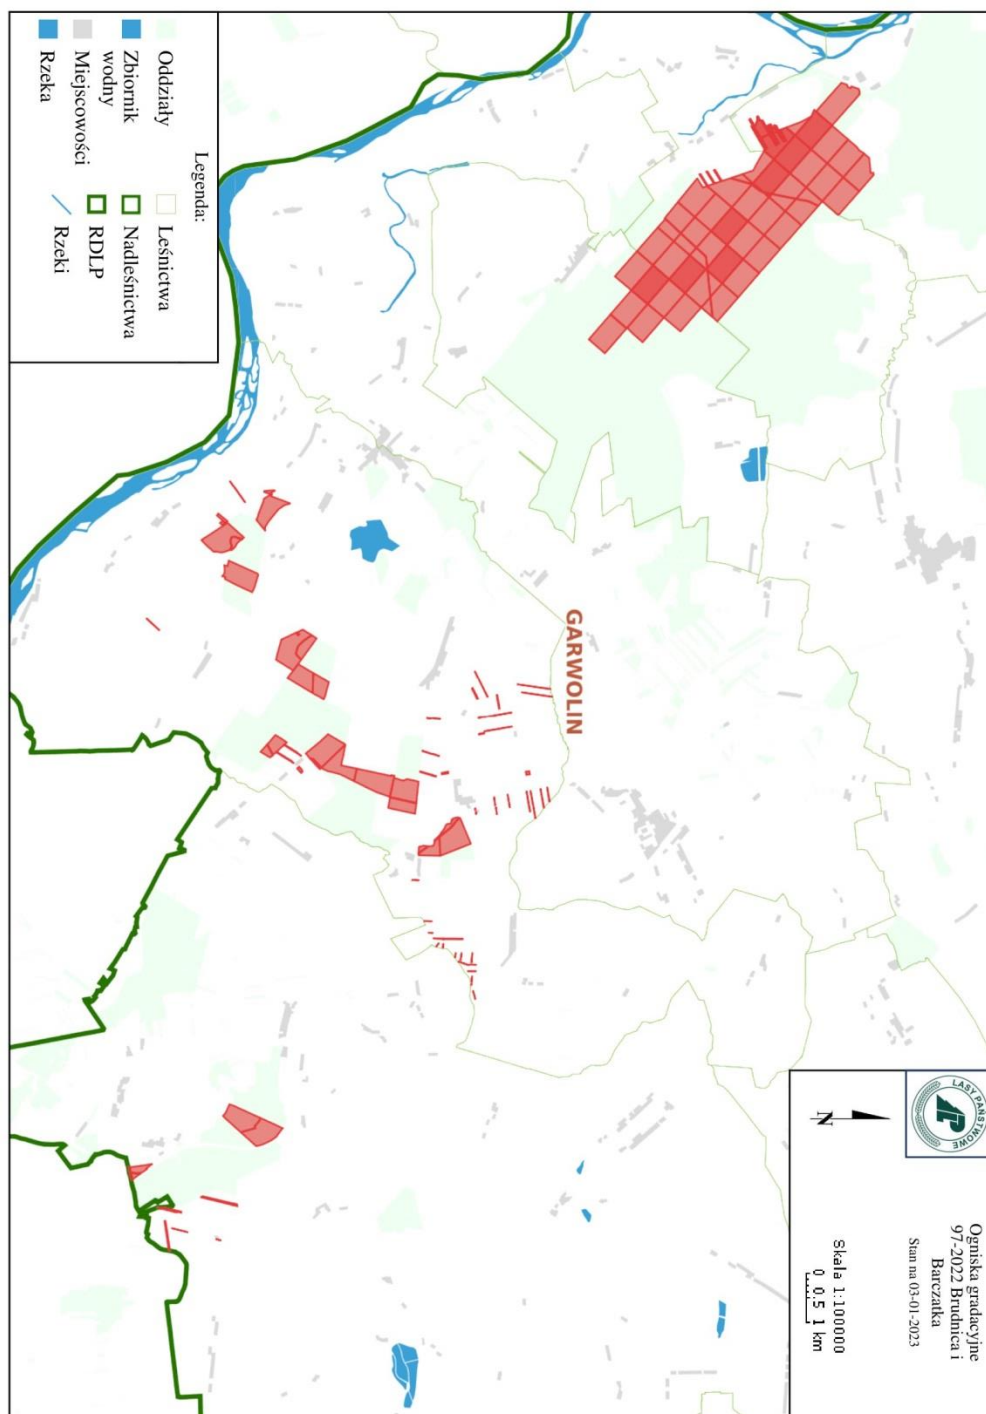 LASY PAŃSTWOWE
Ogniska gradacyjne
97-2022 Brudnica i
Barczatka
Stan na 03-01-2023
Skala 1:100000
0 0.5 1 km
N
GARWOLIN
Legenda:
Oddziały
Zbiornik
wodny
Miejscowości
Rzeka
Leśnictwa
Nadleśnictwa
RDLP
Rzeki